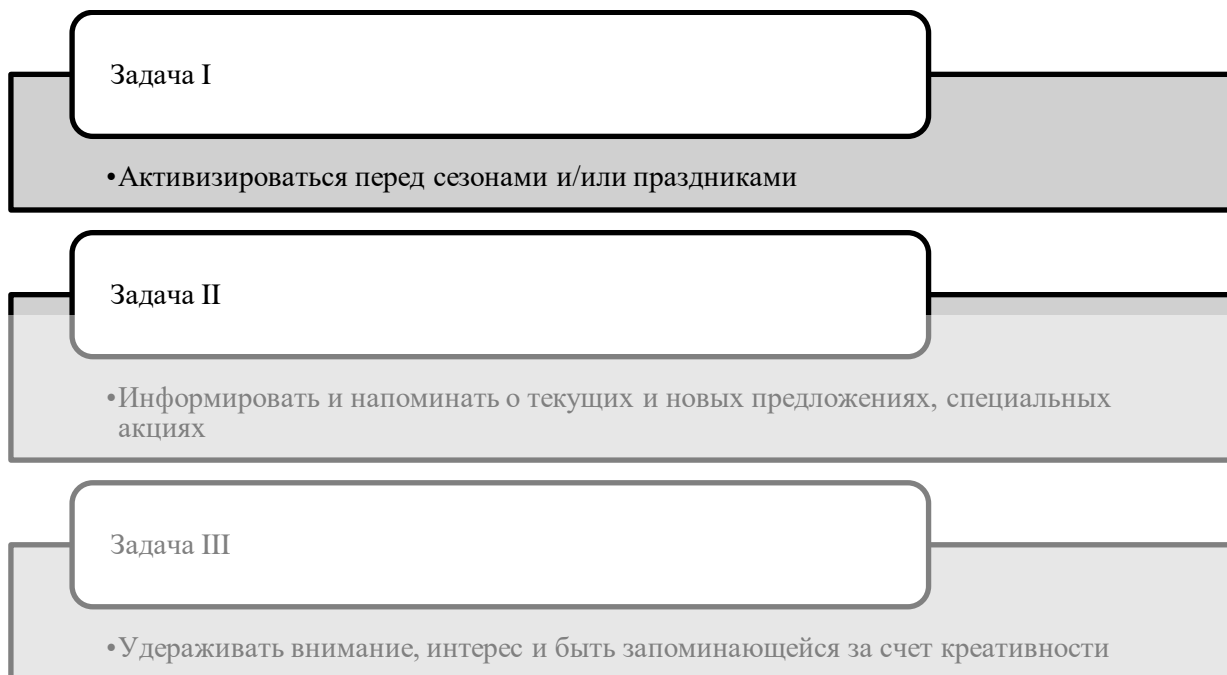 Задача I
•Активизироваться перед сезонами и/или праздниками
Задача II
•Информировать и напоминать о текущих и новых предложениях, специальных
акциях
Задача III
•Удераживать внимание, интерес и быть запоминающейся за счет креативности